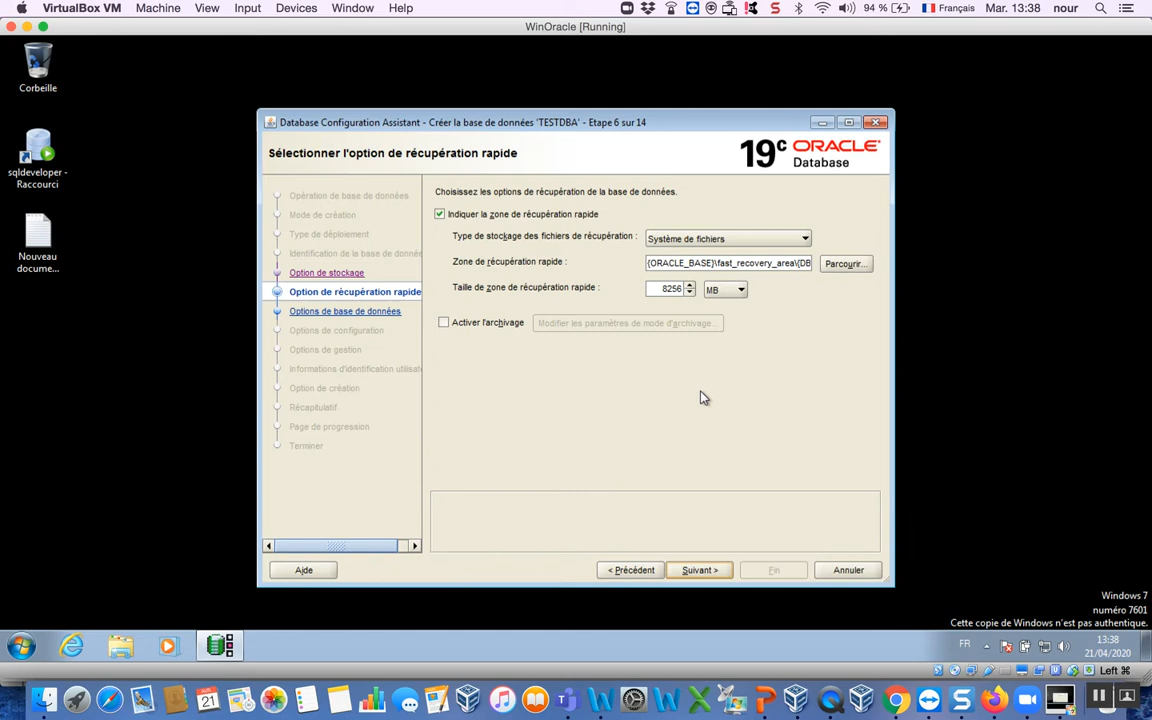 VirtualBox VM Machine View Input Devices Window Help 94 % Français Mar. 13:38 nour
WinOracle [Running]
Corbeille
sqldeveloper -
Raccourci
Nouveau
docume...
Database Configuration Assistant - Créer la base de données 'TESTDBA' - Etape 6 sur 14
Sélectionner l'option de récupération rapide
19c ORACLE
Database
Opération de base de données
Mode de création
Type de déploiement
Identification de la base donnée
Option de stockage
Option de récupération rapide
Options de base de données
Options de configuration
Options de gestion
Informations d'identification utilisat
Option de création
Récapitulatif
Page de progression
Terminer
Choisissez les options de récupération de la base de données.
Indiquer la zone de récupération rapide
Type de stockage des fichiers de récupération : Système de fichiers
Zone de récupération rapide : {ORACLE_BASE}\fast_recovery_area\{DB Parcourir...
Taille de zone de récupération rapide : 8256 MB
Activer l'archivage Modifier les paramètres de mode d'archivage...
Aide < Précédent Suivant > Fin Annuler
Windows 7
numéro 7601
Cette copie de Windows n'est pas authentique.
FR 13:38
21/04/2020
Left ⌘